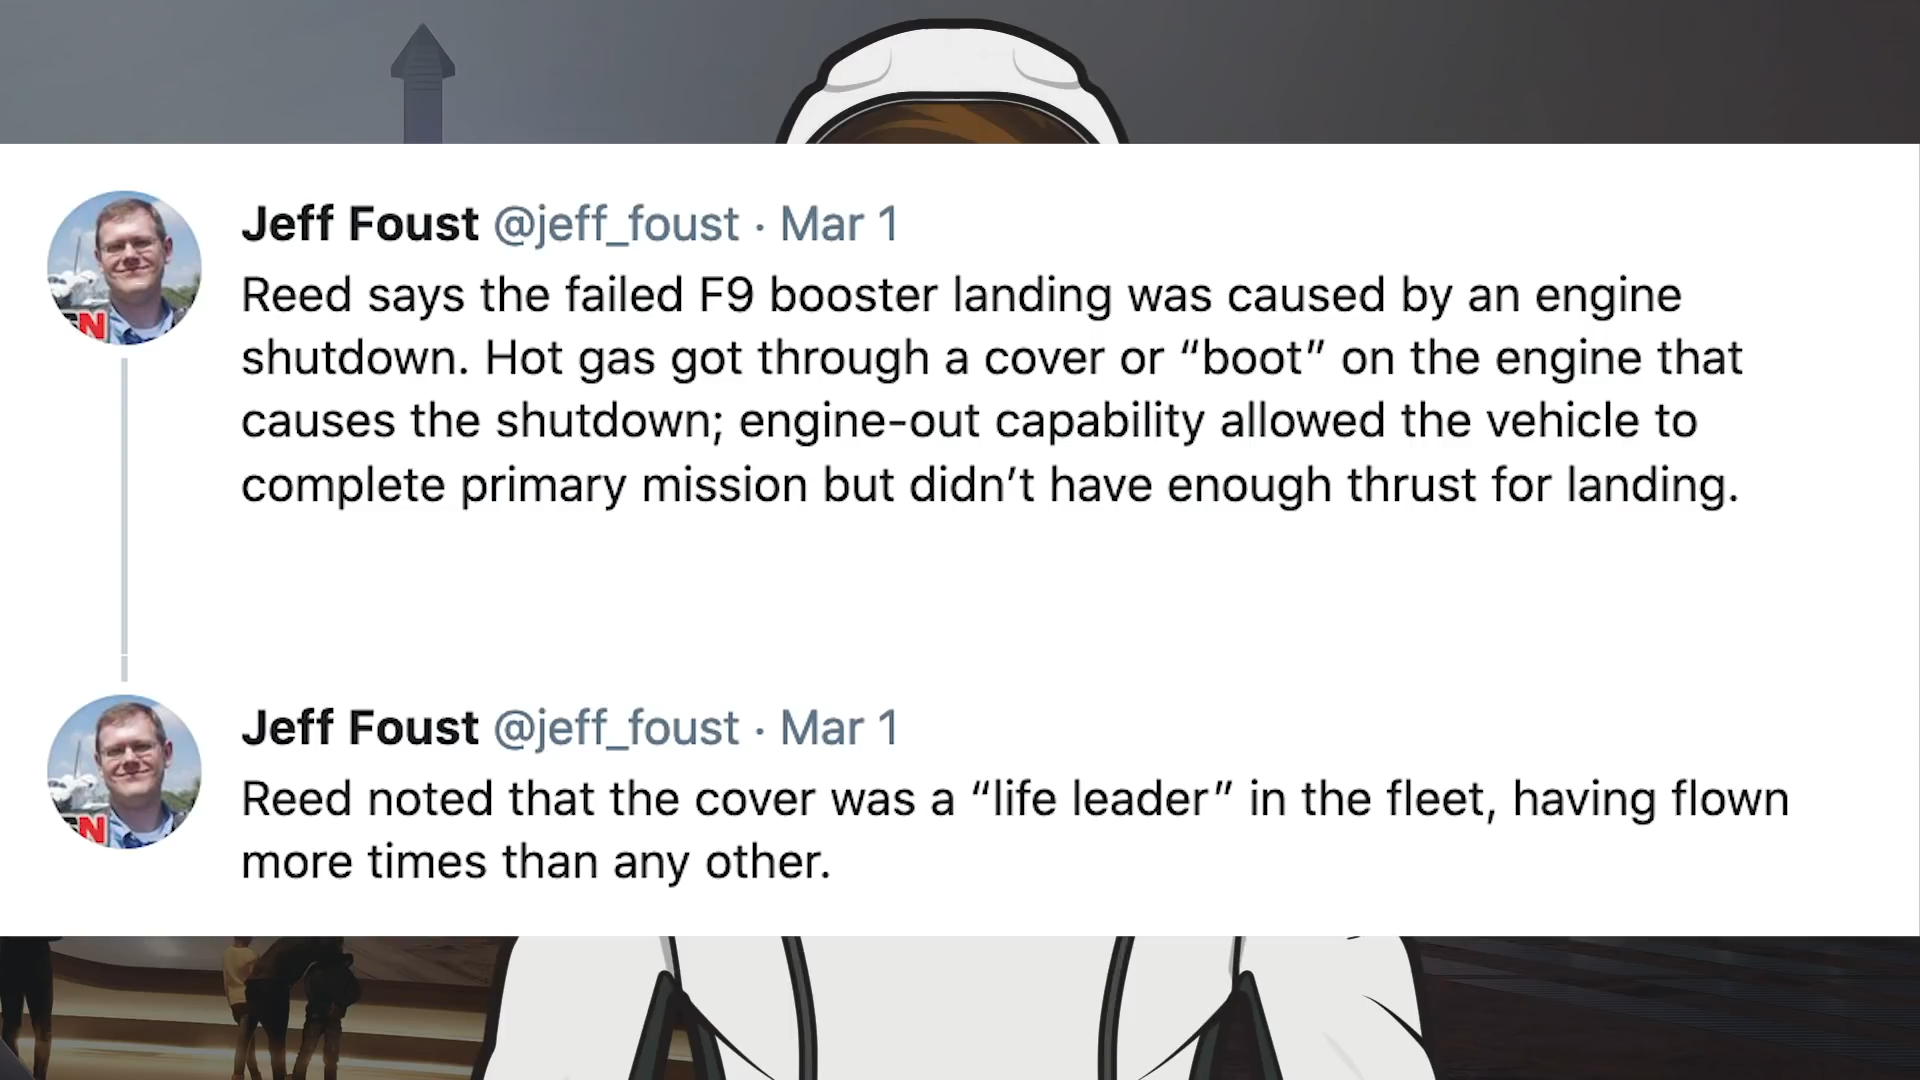 Jeff Foust @jeff_foust · Mar 1
Reed says the failed F9 booster landing was caused by an engine
shutdown. Hot gas got through a cover or “boot” on the engine that
causes the shutdown; engine-out capability allowed the vehicle to
complete primary mission but didn’t have enough thrust for landing.
Jeff Foust @jeff_foust · Mar 1
Reed noted that the cover was a “life leader” in the fleet, having flown
more times than any other.